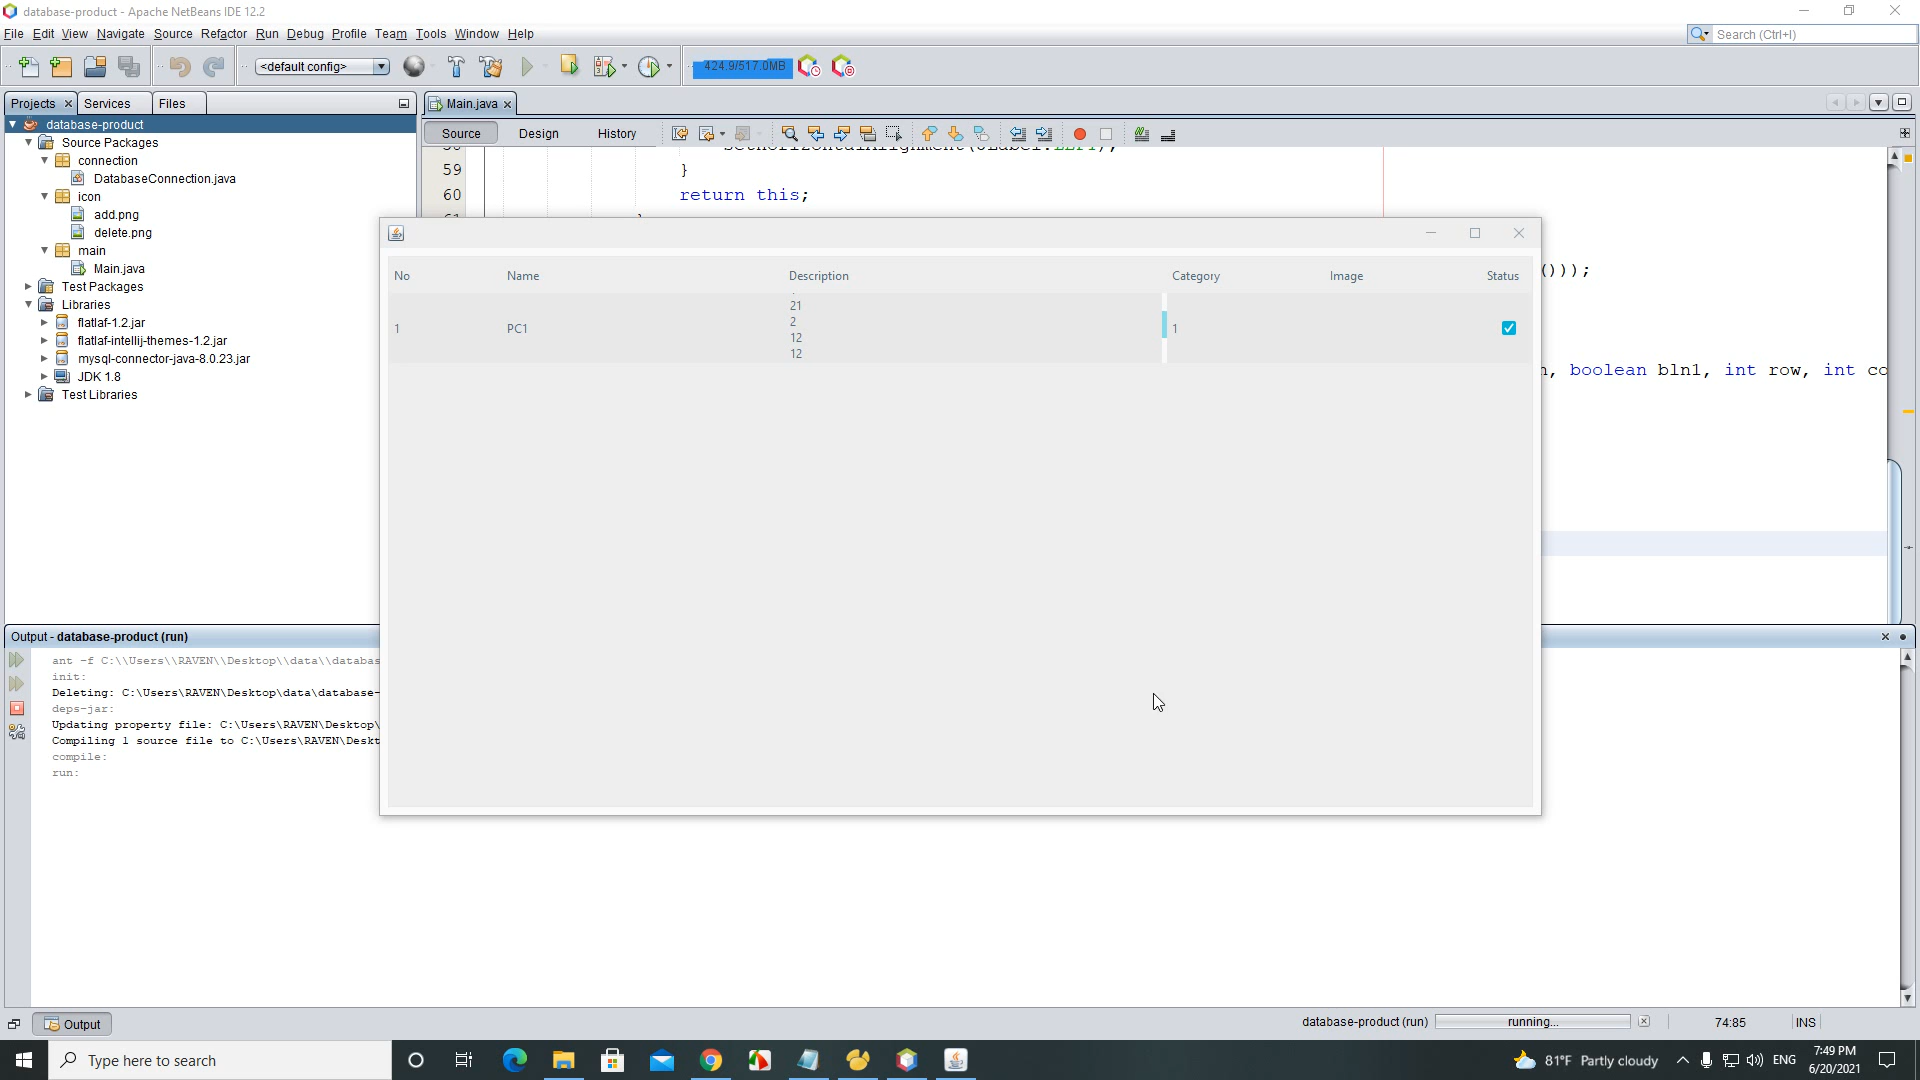 database-product - Apache NetBeans IDE 12.2
File Edit View Navigate Source Refactor Run Debug Profile Team Tools Window Help
Search (Ctrl+I)
<default config>
424.9/517.0MB
Projects Services Files
Main.java
database-product
Source Packages
connection
DatabaseConnection.java
icon
add.png
delete.png
main
Main.java
Test Packages
Libraries
flatlaf-1.2.jar
flatlaf-intellij-themes-1.2.jar
mysql-connector-java-8.0.23.jar
JDK 1.8
Test Libraries
Source Design History
59 }
60 return this;
()));
n, boolean bln1, int row, int co
No Name Description Category Image Status
1 PC1
21
2
12
12
1
Output - database-product (run)
ant -f C:\\Users\\RAVEN\\Desktop\\data\\databas
init:
Deleting: C:\Users\RAVEN\Desktop\data\database-
deps-jar:
Updating property file: C:\Users\RAVEN\Desktop\
Compiling 1 source file to C:\Users\RAVEN\Deskt
compile:
run:
Output
database-product (run) running... 74:85 INS
Type here to search
81°F Partly cloudy
ENG
7:49 PM
6/20/2021